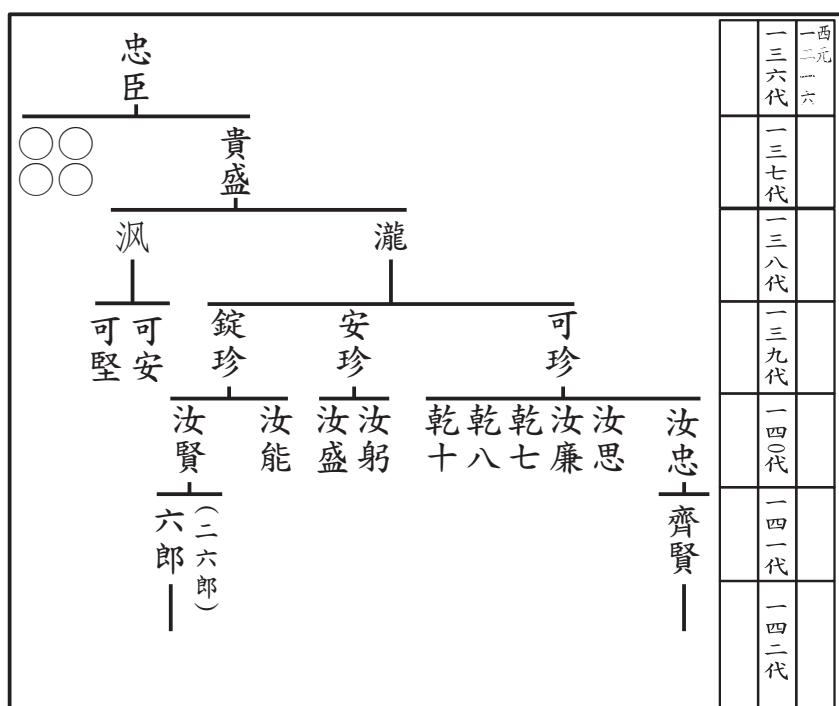 西元
一二一六
一三六代
一三七代
一三八代
一三九代
一四〇代
一四一代
一四二代
忠臣
貴盛
瀧
沨
可珍
安珍
錠珍
可安
可堅
汝忠
汝思
汝廉
乾七
乾八
乾十
汝躬
汝盛
汝能
汝賢
齊賢
(二六郎)
六郎